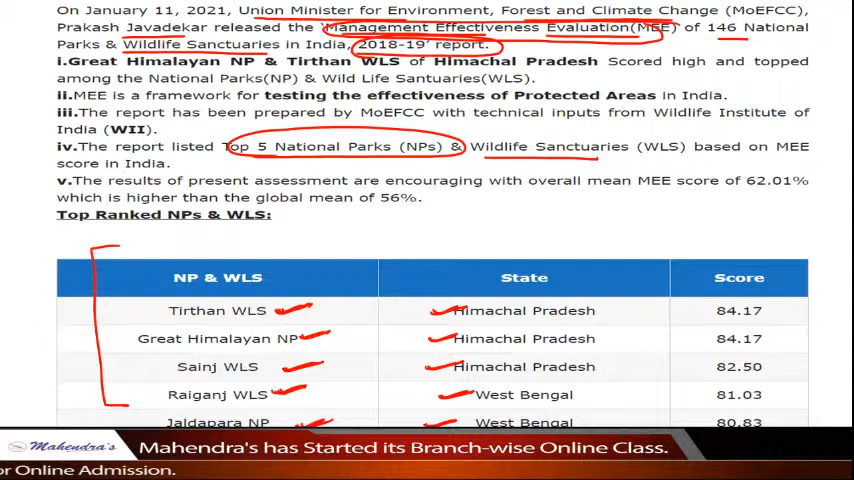 On January 11, 2021, Union Minister for Environment, Forest and Climate Change (MoEFCC),
Prakash Javadekar released the 'Management Effectiveness Evaluation(MEE) of 146 National
Parks & Wildlife Sanctuaries in India, 2018-19' report.
i.Great Himalayan NP & Tirthan WLS of Himachal Pradesh Scored high and topped
among the National Parks(NP) & Wild Life Santuaries(WLS).
ii.MEE is a framework for testing the effectiveness of Protected Areas in India.
iii.The report has been prepared by MoEFCC with technical inputs from Wildlife Institute of
India (WII).
iv.The report listed Top 5 National Parks (NPs) & Wildlife Sanctuaries (WLS) based on MEE
score in India.
v.The results of present assessment are encouraging with overall mean MEE score of 62.01%
which is higher than the global mean of 56%.
Top Ranked NPs & WLS:
NP & WLS State Score
Tirthan WLS Himachal Pradesh 84.17
Great Himalayan NP Himachal Pradesh 84.17
Sainj WLS Himachal Pradesh 82.50
Raiganj WLS West Bengal 81.03
Jaldapara NP West Bengal 80.83
Mahendra's Mahendra's has Started its Branch-wise Online Class.
or Online Admission.